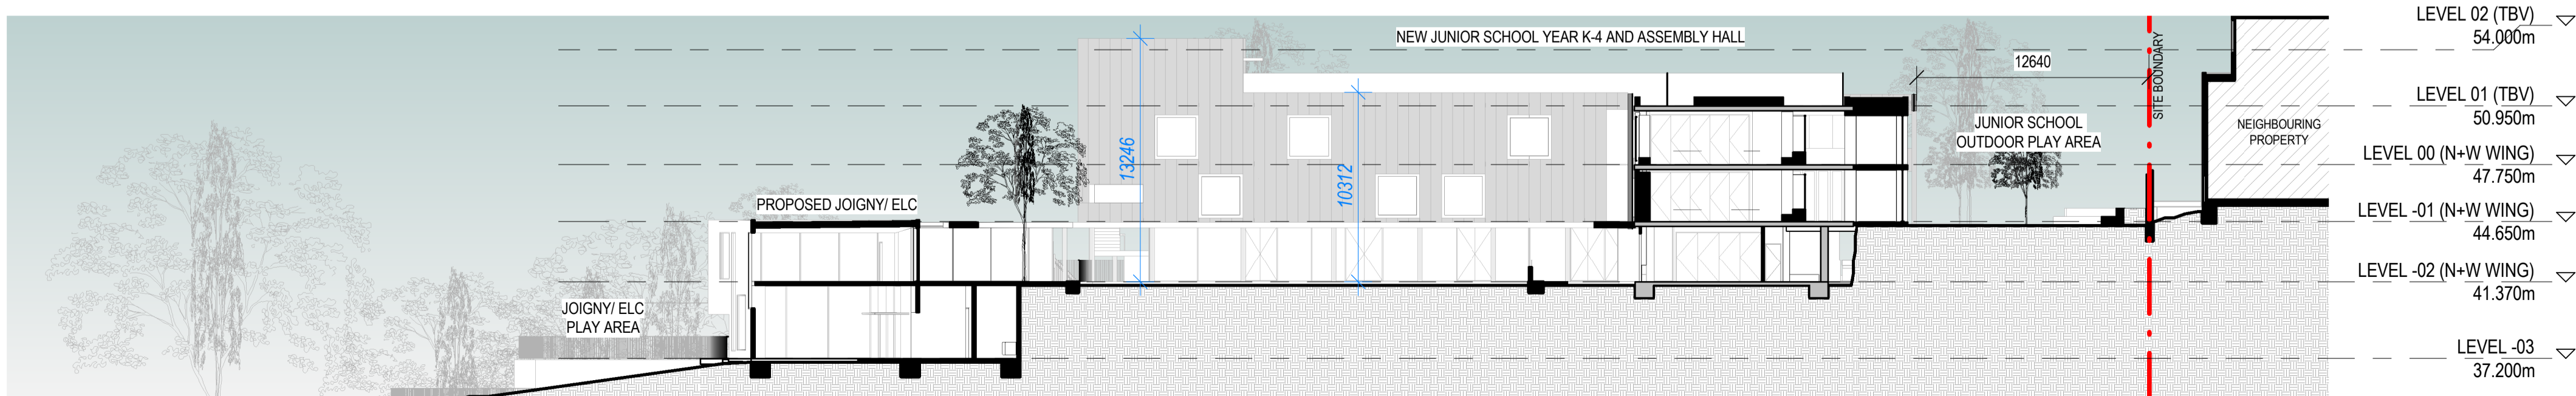 LEVEL 02 (TBV)
54.000m
NEW JUNIOR SCHOOL YEAR K-4 AND ASSEMBLY HALL
12640
SITE BOUNDARY
LEVEL 01 (TBV)
50.950m
JUNIOR SCHOOL
OUTDOOR PLAY AREA
NEIGHBOURING
PROPERTY
13246
10312
LEVEL 00 (N+W WING)
47.750m
PROPOSED JOIGNY/ ELC
LEVEL -01 (N+W WING)
44.650m
LEVEL -02 (N+W WING)
41.370m
JOIGNY/ ELC
PLAY AREA
LEVEL -03
37.200m